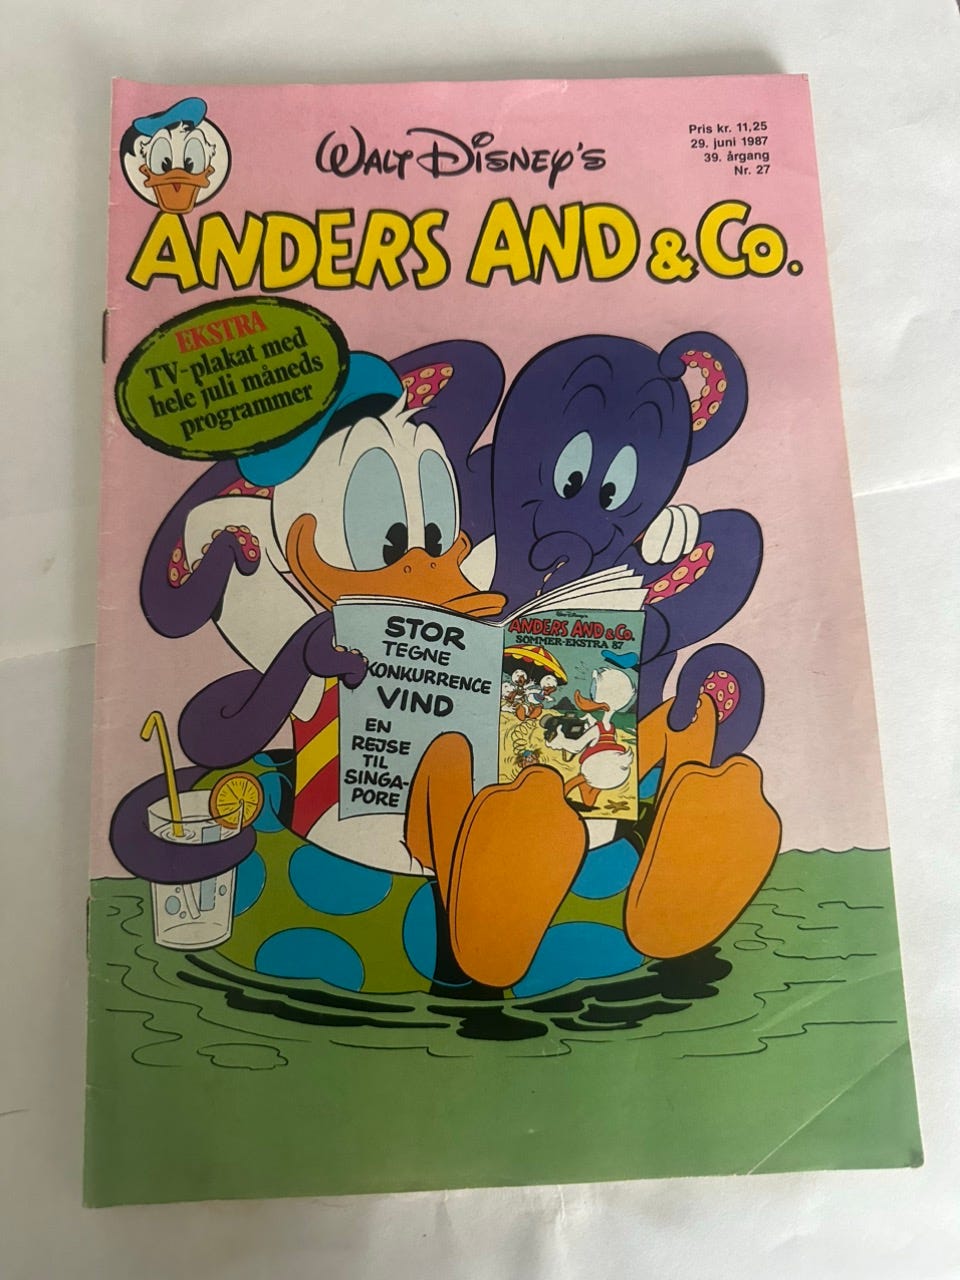 WALT DISNEY'S
Pris kr. 11,25
29. juni 1987
39. årgang
Nr. 27
ANDERS AND & Co.
EKSTRA
TV-plakat med
hele juli måneds
programmer
STOR
TEGNE
KONKURRENCE
VIND
EN
REJSE
TIL
SINGA-
PORE
Walt Disney's
ANDERS AND & Co.
SOMMER-EKSTRA 87